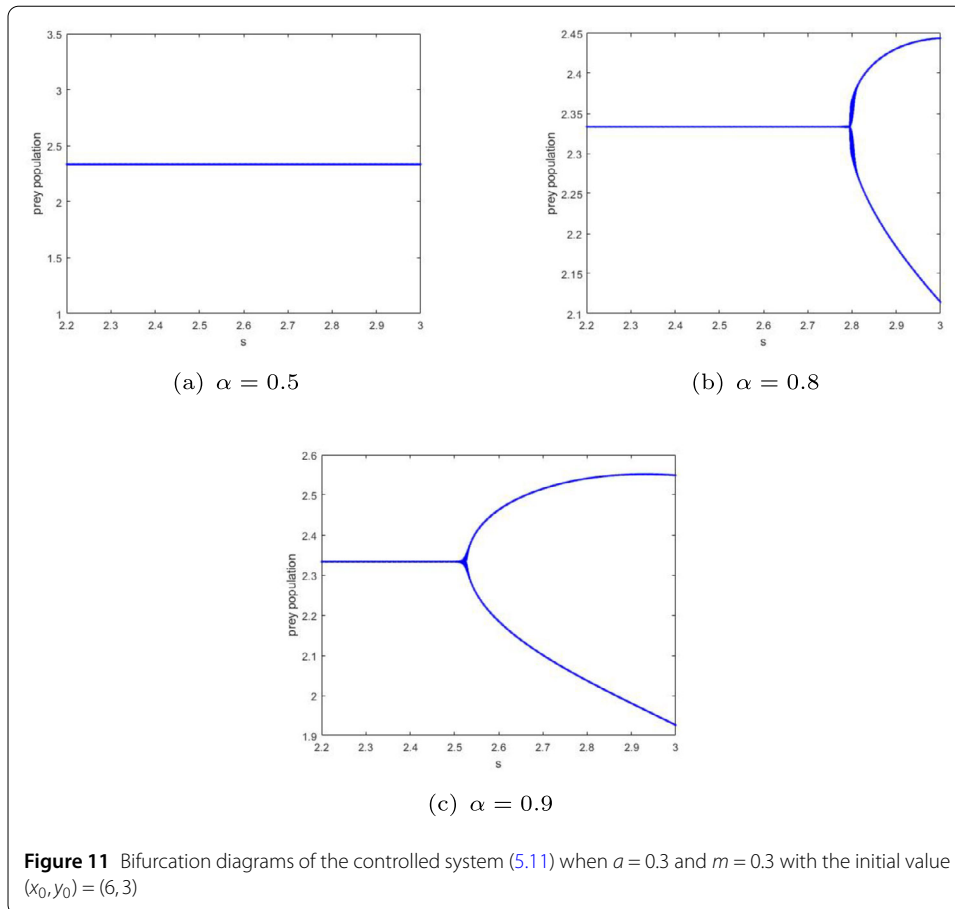 3.5
3
2.5
2
1.5
1
prey population
2.2 2.3 2.4 2.5 2.6 2.7 2.8 2.9 3
s
(a) α = 0.5
2.45
2.4
2.35
2.3
2.25
2.2
2.15
2.1
prey population
2.2 2.3 2.4 2.5 2.6 2.7 2.8 2.9 3
s
(b) α = 0.8
2.6
2.5
2.4
2.3
2.2
2.1
2
1.9
prey population
2.2 2.3 2.4 2.5 2.6 2.7 2.8 2.9 3
s
(c) α = 0.9
Figure 11 Bifurcation diagrams of the controlled system (5.11) when a = 0.3 and m = 0.3 with the initial value
(x₀, y₀) = (6, 3)